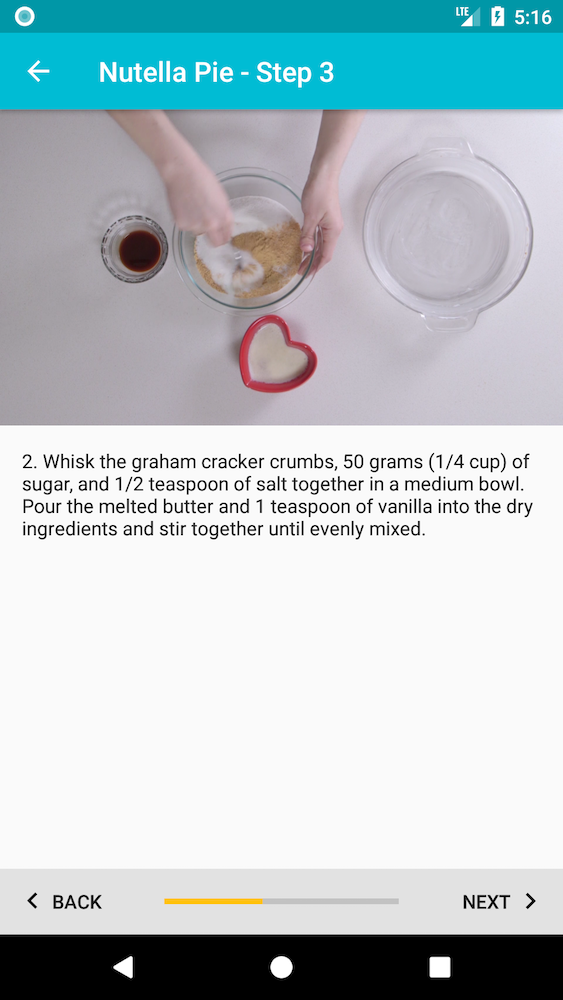 LTE 5:16
Nutella Pie - Step 3
2. Whisk the graham cracker crumbs, 50 grams (1/4 cup) of
sugar, and 1/2 teaspoon of salt together in a medium bowl.
Pour the melted butter and 1 teaspoon of vanilla into the dry
ingredients and stir together until evenly mixed.
BACK NEXT